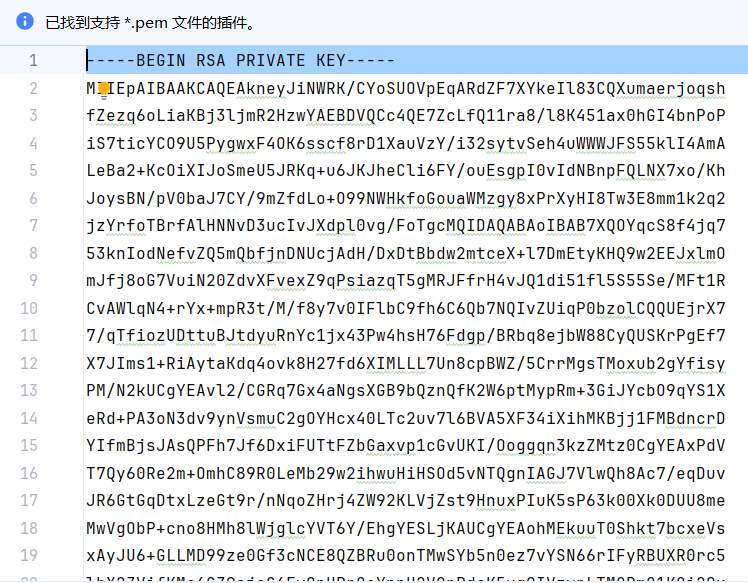 已找到支持 *.pem 文件的插件。
1 -----BEGIN RSA PRIVATE KEY-----
2 MIIEpAIBAAKCAQEAkneyJiNWRK/CYoSUOVpEqARdZF7XYkeIl83CQXumaerjoqsh
3 fZezq6oLiaKBj3ljmR2HzwYAEBDVQCc4QE7ZcLfQ11ra8/l8K451ax0hGI4bnPoP
4 iS7ticYCO9U5PygwxF4OK6sscf8rD1XauVzY/i32sytvSeh4uWWWJFS55klI4AmA
5 LeBa2+KcOiXIJoSmeU5JRKq+u6JKJheCli6FY/ouEsgpI0vIdNBnpFQLNX7xo/Kh
6 JoysBN/pV0baJ7CY/9mZfdLo+O99NWHkfoGouaWMzgy8xPrXyHI8Tw3E8mm1k2q2
7 jzYrfoTBrfAlHNNvD3ucIvJXdpl0vg/FoTgcMQIDAQABAoIBAB7XQOYqcS8f4jq7
8 53knIodNefvZQ5mQbfjnDNUcjAdH/DxDtBbdw2mtceX+l7DmEtyKHQ9w2EEJxlmO
9 mJfj8oG7VuiN20ZdvXFvexZ9qPsiazqT5gMRJFfrH4vJQ1di51fl5S55Se/MFt1R
10 CvAWlqN4+rYx+mpR3t/M/f8y7v0IFlbC9fh6C6Qb7NQIvZUiqP0bzolCQQUEjrX7
11 7/qTfiozUDttuBJtdyuRnYc1jx43Pw4hsH76Fdgp/BRbq8ejbW88CyQUSKrPgEf7
12 X7JIms1+RiAytaKdq4ovk8H27fd6XIMLLL7Un8cpBWZ/5CrrMgsTMoxub2gYfisy
13 PM/N2kUCgYEAvl2/CGRq7Gx4aNgsXGB9bQznQfK2W6ptMypRm+3GiJYcbO9qYS1X
14 eRd+PA3oN3dv9ynVsmuC2gOYHcx40LTc2uv7l6BVA5XF34iXihMKBjj1FMBdncrD
15 YIfmBjsJAsQPFh7Jf6DxiFUTtFZbGaxvp1cGvUKI/Ooggqn3kzZMtz0CgYEAxPdV
16 T7Qy60Re2m+OmhC89R0LeMb29w2ihwuHiHSOd5vNTQgnIAGJ7VlwQh8Ac7/eqDuv
17 JR6GtGqDtxLzeGt9r/nNqoZHrj4ZW92KLVjZst9HnuxPIuK5sP63k00Xk0DUU8me
18 MwVgObP+cno8HMh8lWjglcYVT6Y/EhgYESLjKAUCgYEAohMEkuuT0Shkt7bcxeVs
19 xAyJU6+GLLMD99ze0Gf3cNCE8QZBRu0onTMwSYb5n0ez7vYSN66rIFyRBUXR0rc5